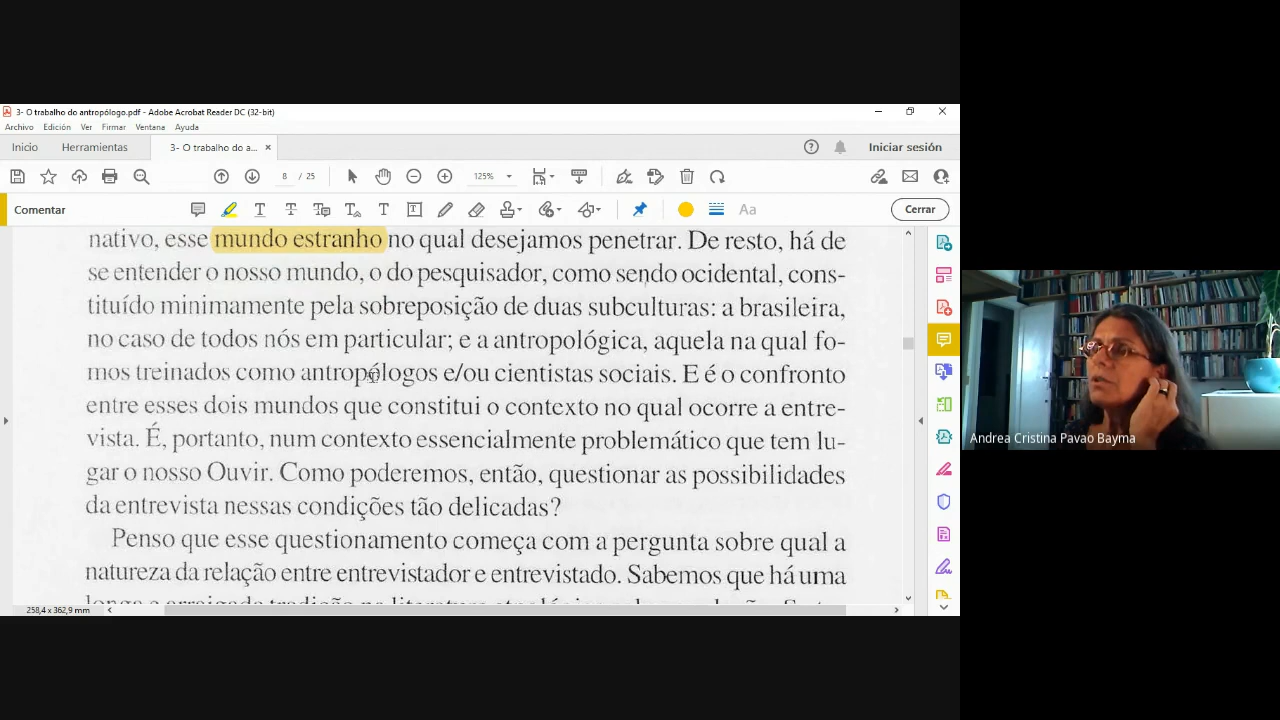 3- O trabalho do antropólogo.pdf - Adobe Acrobat Reader DC (32-bit)
Archivo Edición Ver Firmar Ventana Ayuda
Inicio Herramientas 3- O trabalho do a... Iniciar sesión
8 / 25 125%
Comentar Aa Cerrar
nativo, esse mundo estranho no qual desejamos penetrar. De resto, há de
se entender o nosso mundo, o do pesquisador, como sendo ocidental, cons-
tituído minimamente pela sobreposição de duas subculturas: a brasileira,
no caso de todos nós em particular; e a antropológica, aquela na qual fo-
mos treinados como antropólogos e/ou cientistas sociais. E é o confronto
entre esses dois mundos que constitui o contexto no qual ocorre a entre-
vista. É, portanto, num contexto essencialmente problemático que tem lu-
gar o nosso Ouvir. Como poderemos, então, questionar as possibilidades
da entrevista nessas condições tão delicadas?
Penso que esse questionamento começa com a pergunta sobre qual a
natureza da relação entre entrevistador e entrevistado. Sabemos que há uma
258,4 x 362,9 mm
Andrea Cristina Pavao Bayma